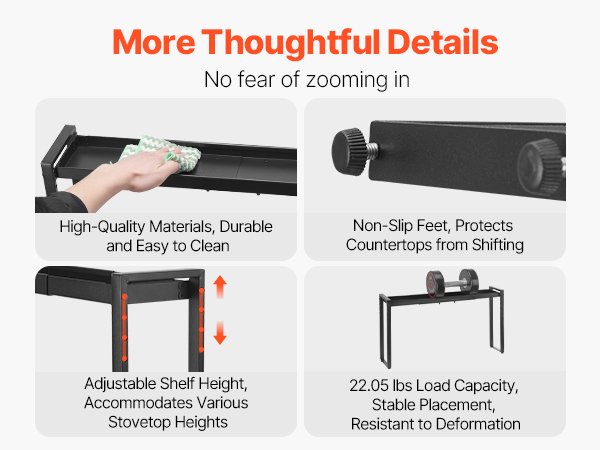 More Thoughtful Details
No fear of zooming in
High-Quality Materials, Durable
and Easy to Clean
Non-Slip Feet, Protects
Countertops from Shifting
Adjustable Shelf Height,
Accommodates Various
Stovetop Heights
22.05 lbs Load Capacity,
Stable Placement,
Resistant to Deformation